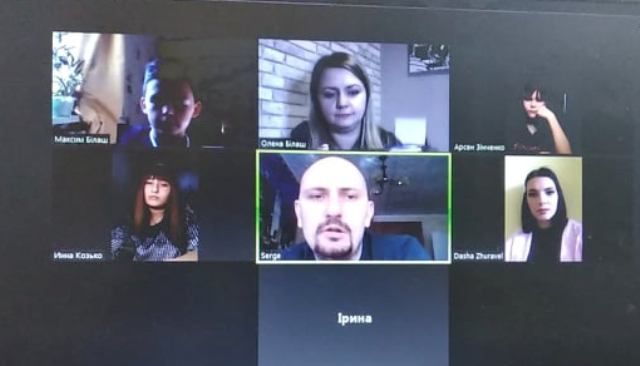 Максим Білаш
Олена Білаш
Арсен Зінченко
Инна Козько
Serge
Dasha Zhuravel
Ірина